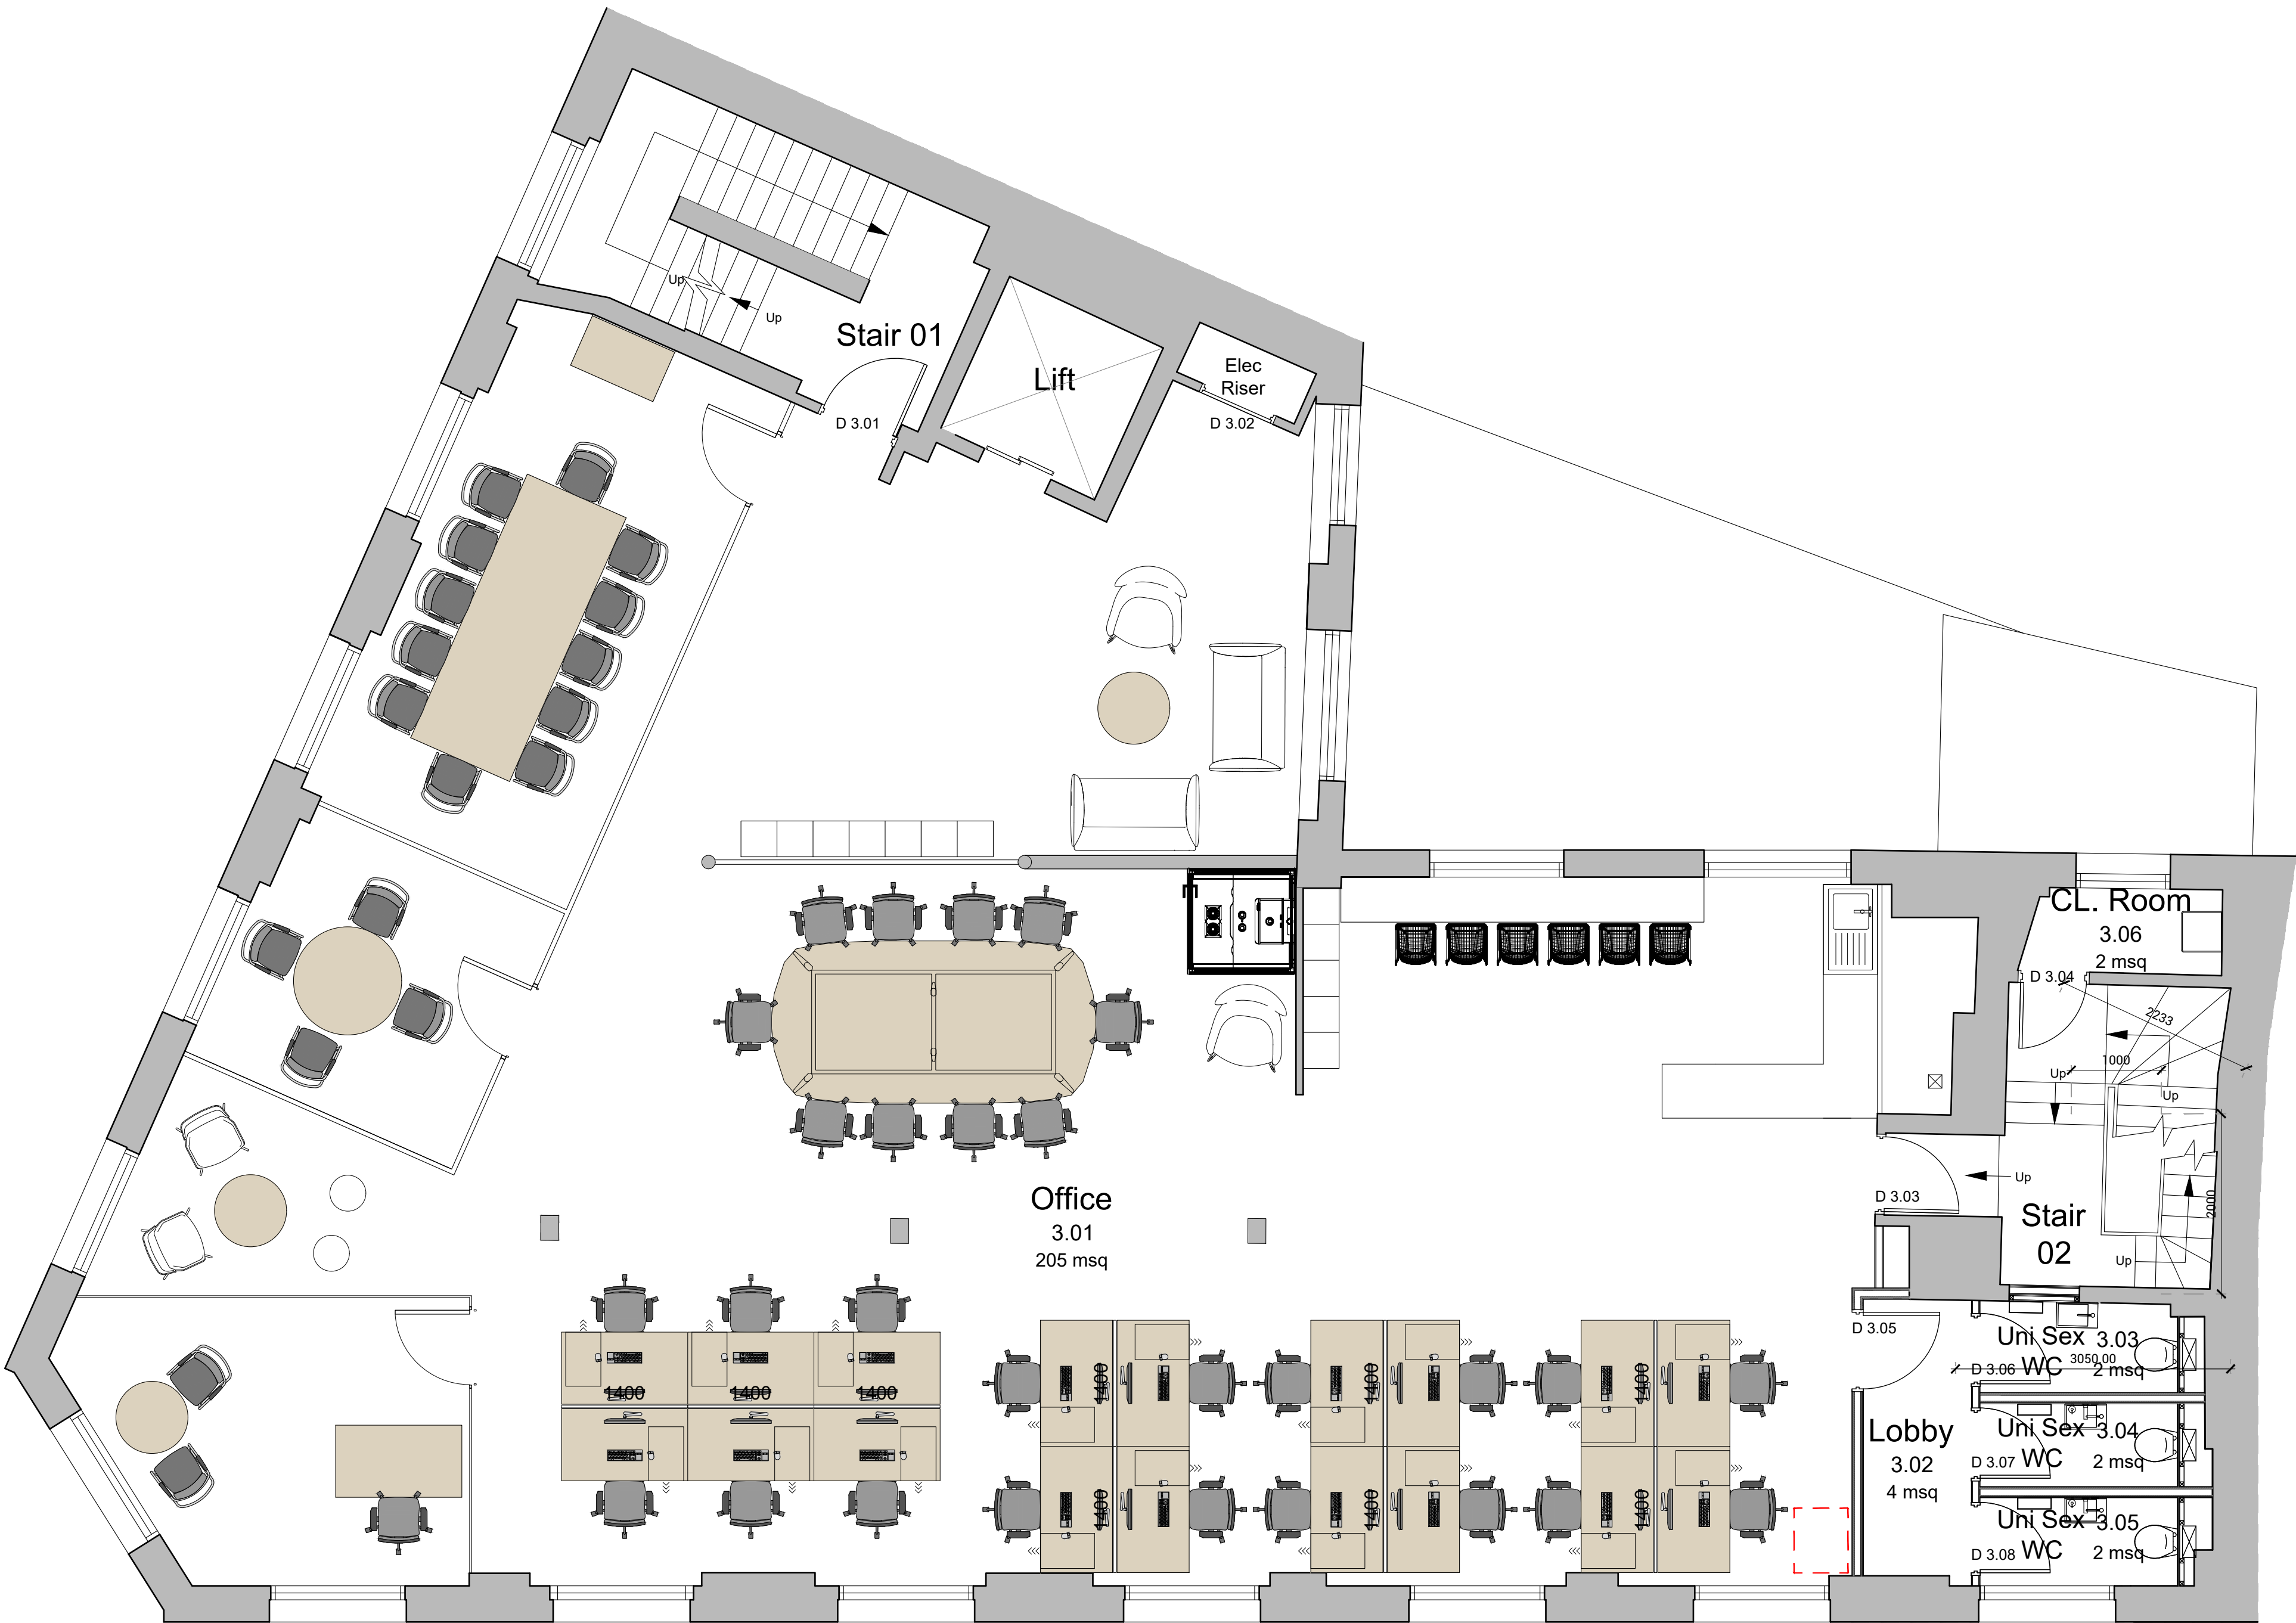 Up
Up
Stair 01
Lift
Elec
Riser
D 3.01
D 3.02
CL. Room
3.06
2 msq
D 3.04
2233
1000
Up
Up
Up
D 3.03
2000
Stair
02
Up
Office
3.01
205 msq
D 3.05
Uni Sex 3.03
3050,00
D 3.06 WC 2 msq
1400
1400
1400
1400
1400
1400
Lobby
3.02
4 msq
Uni Sex 3.04
D 3.07 WC 2 msq
1400
1400
1400
Uni Sex 3.05
D 3.08 WC 2 msq